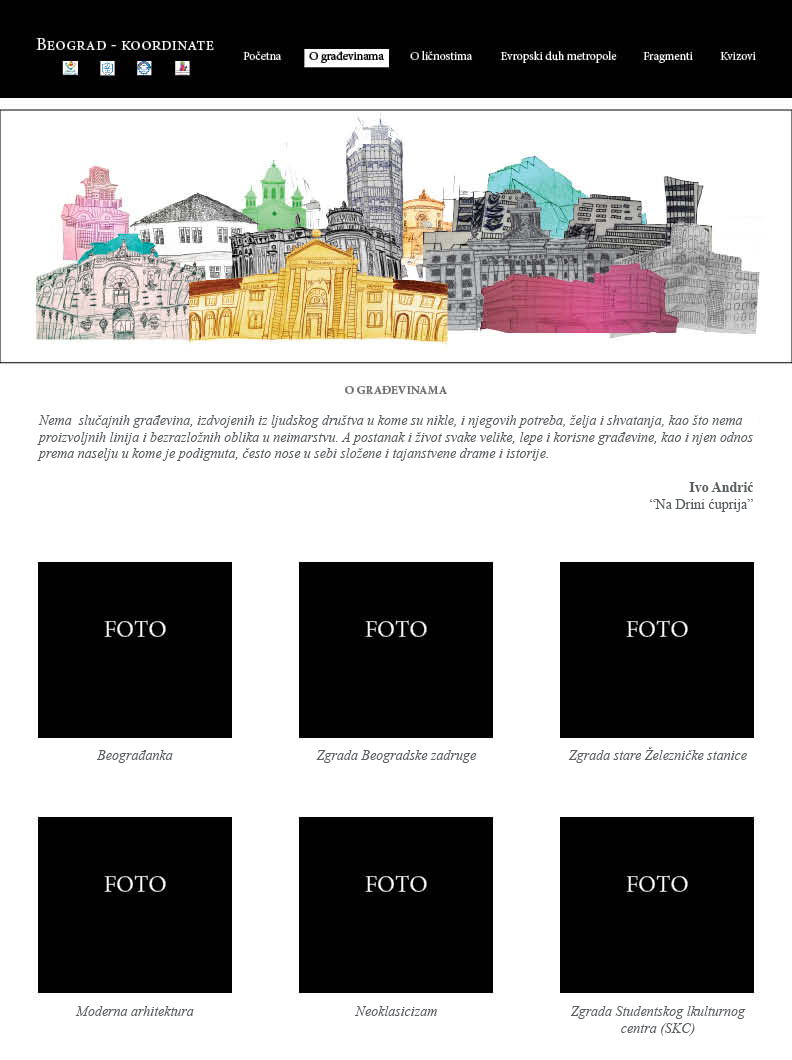 Beograd - koordinate
Početna
O građevinama
O ličnostima
Evropski duh metropole
Fragmenti
Kvizovi
O GRAĐEVINAMA
Nema slučajnih građevina, izdvojenih iz ljudskog društva u kome su nikle, i njegovih potreba, želja i shvatanja, kao što nema
proizvoljnih linija i bezrazložnih oblika u neimarstvu. A postanak i život svake velike, lepe i korisne građevine, kao i njen odnos
prema naselju u kome je podignuta, često nose u sebi složene i tajanstvene drame i istorije.
Ivo Andrić
“Na Drini ćuprija”
FOTO
FOTO
FOTO
Beograđanka
Zgrada Beogradske zadruge
Zgrada stare Železničke stanice
FOTO
FOTO
FOTO
Moderna arhitektura
Neoklasicizam
Zgrada Studentskog lkulturnog
centra (SKC)